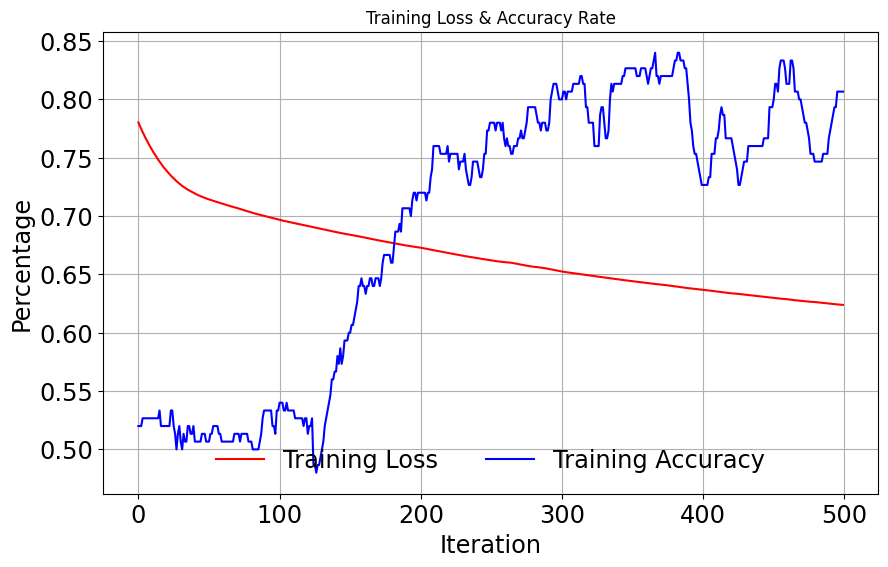 Training Loss & Accuracy Rate
0.85
0.80
0.75
0.70
0.65
0.60
0.55
0.50
Percentage
Training Loss Training Accuracy
0 100 200 300 400 500
Iteration